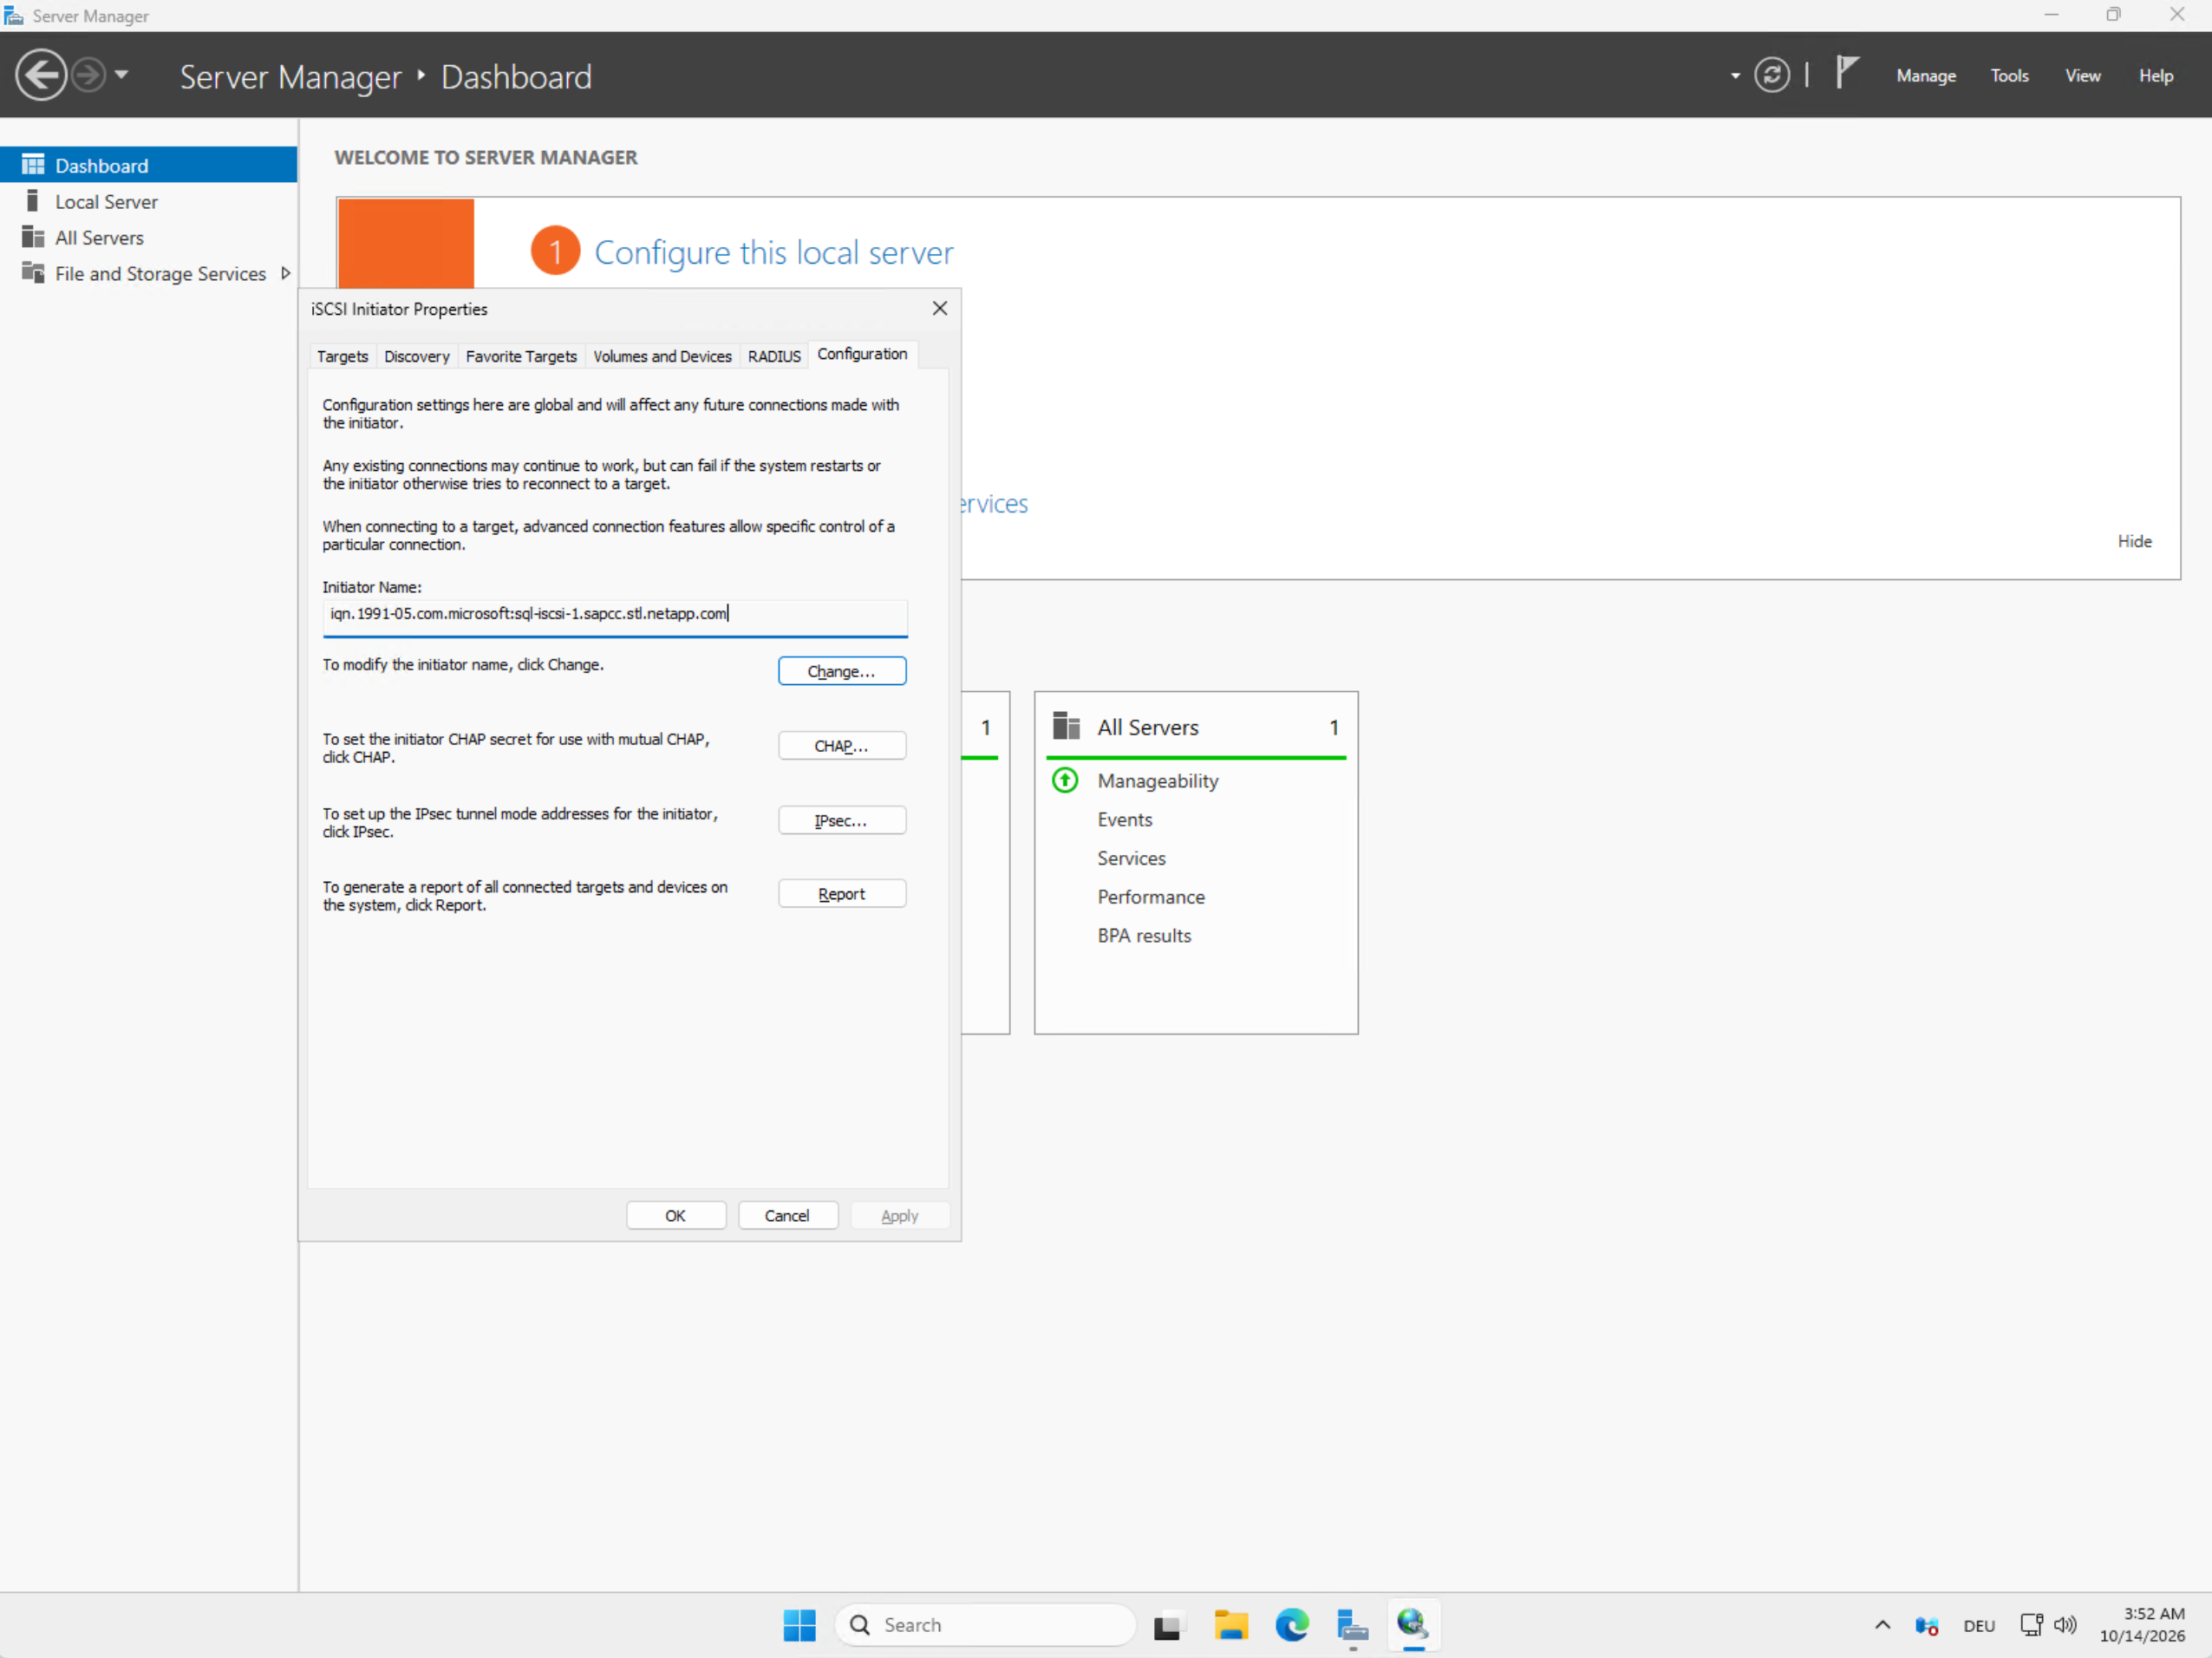 Server Manager
Server Manager ‣ Dashboard
Manage
Tools
View
Help
Dashboard
Local Server
All Servers
File and Storage Services
WELCOME TO SERVER MANAGER
1 Configure this local server
ervices
Hide
iSCSI Initiator Properties
Targets
Discovery
Favorite Targets
Volumes and Devices
RADIUS
Configuration
Configuration settings here are global and will affect any future connections made with
the initiator.
Any existing connections may continue to work, but can fail if the system restarts or
the initiator otherwise tries to reconnect to a target.
When connecting to a target, advanced connection features allow specific control of a
particular connection.
Initiator Name:
iqn.1991-05.com.microsoft:sql-iscsi-1.sapcc.stl.netapp.com
To modify the initiator name, click Change.
Change...
To set the initiator CHAP secret for use with mutual CHAP,
click CHAP.
CHAP...
To set up the IPsec tunnel mode addresses for the initiator,
click IPsec.
IPsec...
To generate a report of all connected targets and devices on
the system, click Report.
Report
OK
Cancel
Apply
1
All Servers 1
Manageability
Events
Services
Performance
BPA results
Search
DEU
3:52 AM
10/14/2026